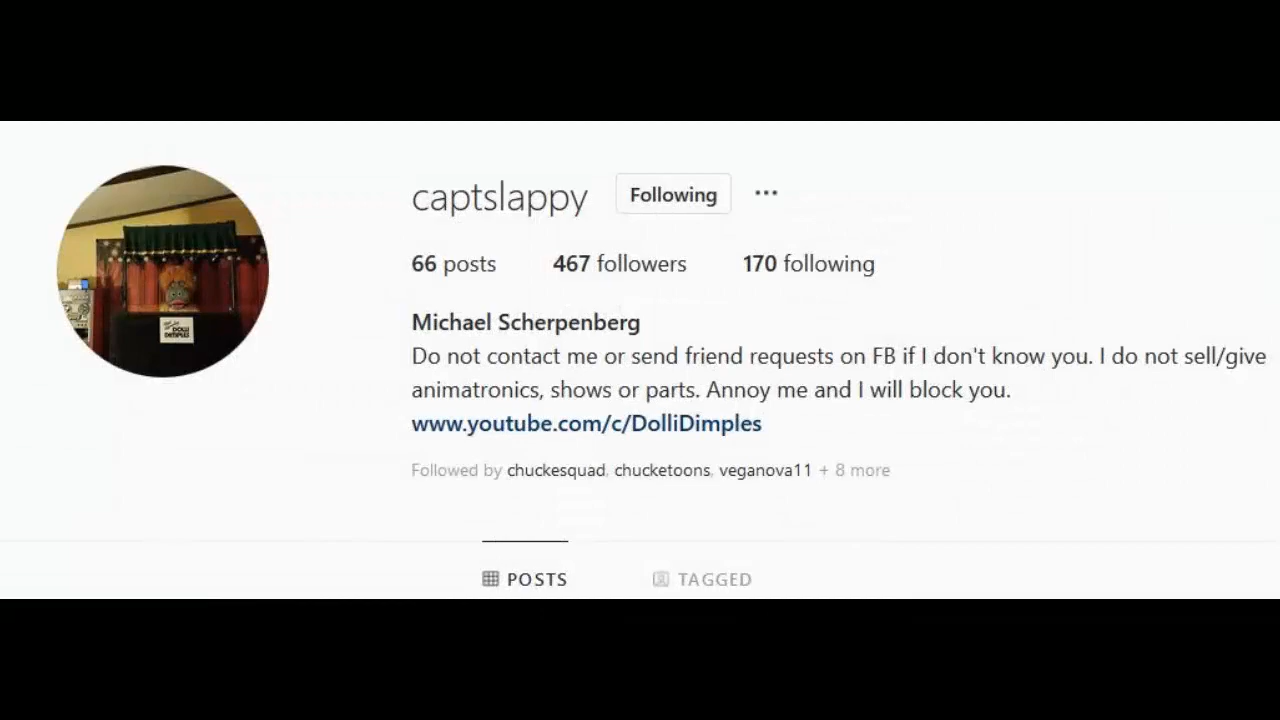 captslappy Following ...
66 posts 467 followers 170 following
Michael Scherpenberg
Do not contact me or send friend requests on FB if I don't know you. I do not sell/give
animatronics, shows or parts. Annoy me and I will block you.
www.youtube.com/c/DolliDimples
Followed by chuckesquad, chucketoons, veganova11 + 8 more
DOLLI
DIMPLES
POSTS TAGGED